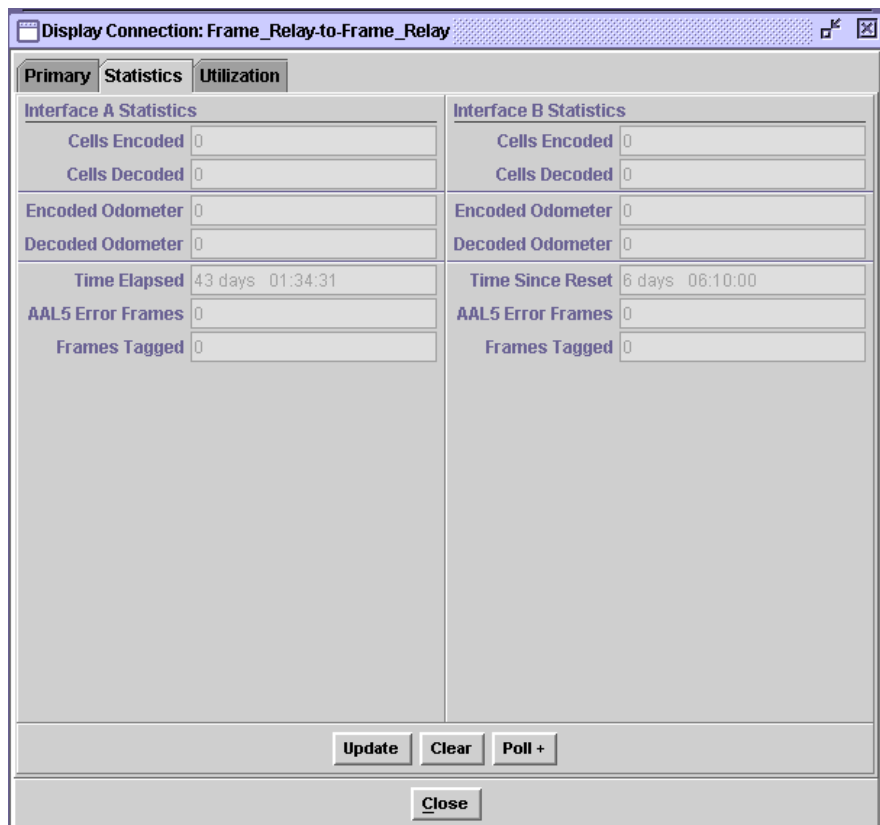 Display Connection: Frame_Relay-to-Frame_Relay
Primary Statistics Utilization
Interface A Statistics
Cells Encoded 0
Cells Decoded 0
Encoded Odometer 0
Decoded Odometer 0
Time Elapsed 43 days 01:34:31
AAL5 Error Frames 0
Frames Tagged 0
Interface B Statistics
Cells Encoded 0
Cells Decoded 0
Encoded Odometer 0
Decoded Odometer 0
Time Since Reset 6 days 06:10:00
AAL5 Error Frames 0
Frames Tagged 0
Update Clear Poll +
Close